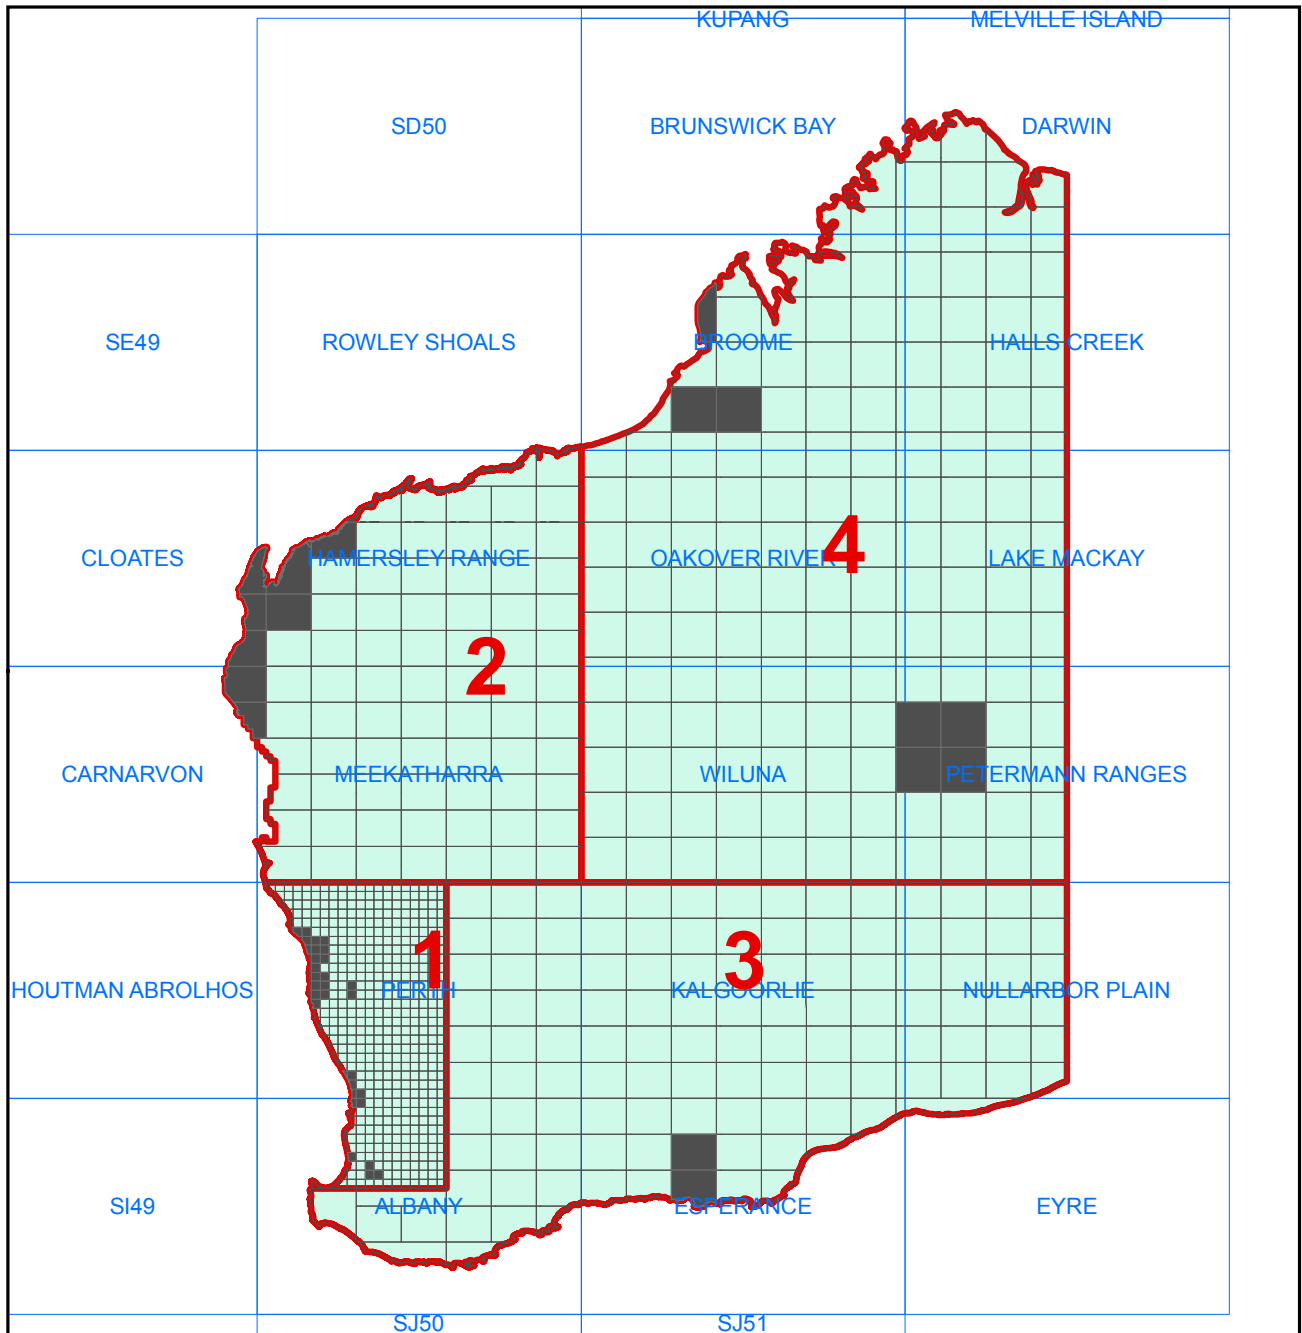 KUPANG MELVILLE ISLAND
SD50 BRUNSWICK BAY DARWIN
SE49 ROWLEY SHOALS BROOME HALLS CREEK
CLOATES HAMERSLEY RANGE OAKOVER RIVER 4 LAKE MACKAY
2
CARNARVON MEEKATHARRA WILUNA PETERMANN RANGES
1 3
HOUTMAN ABROLHOS PERTH KALGOORLIE NULLARBOR PLAIN
SI49 ALBANY ESPERANCE EYRE
SJ50 SJ51